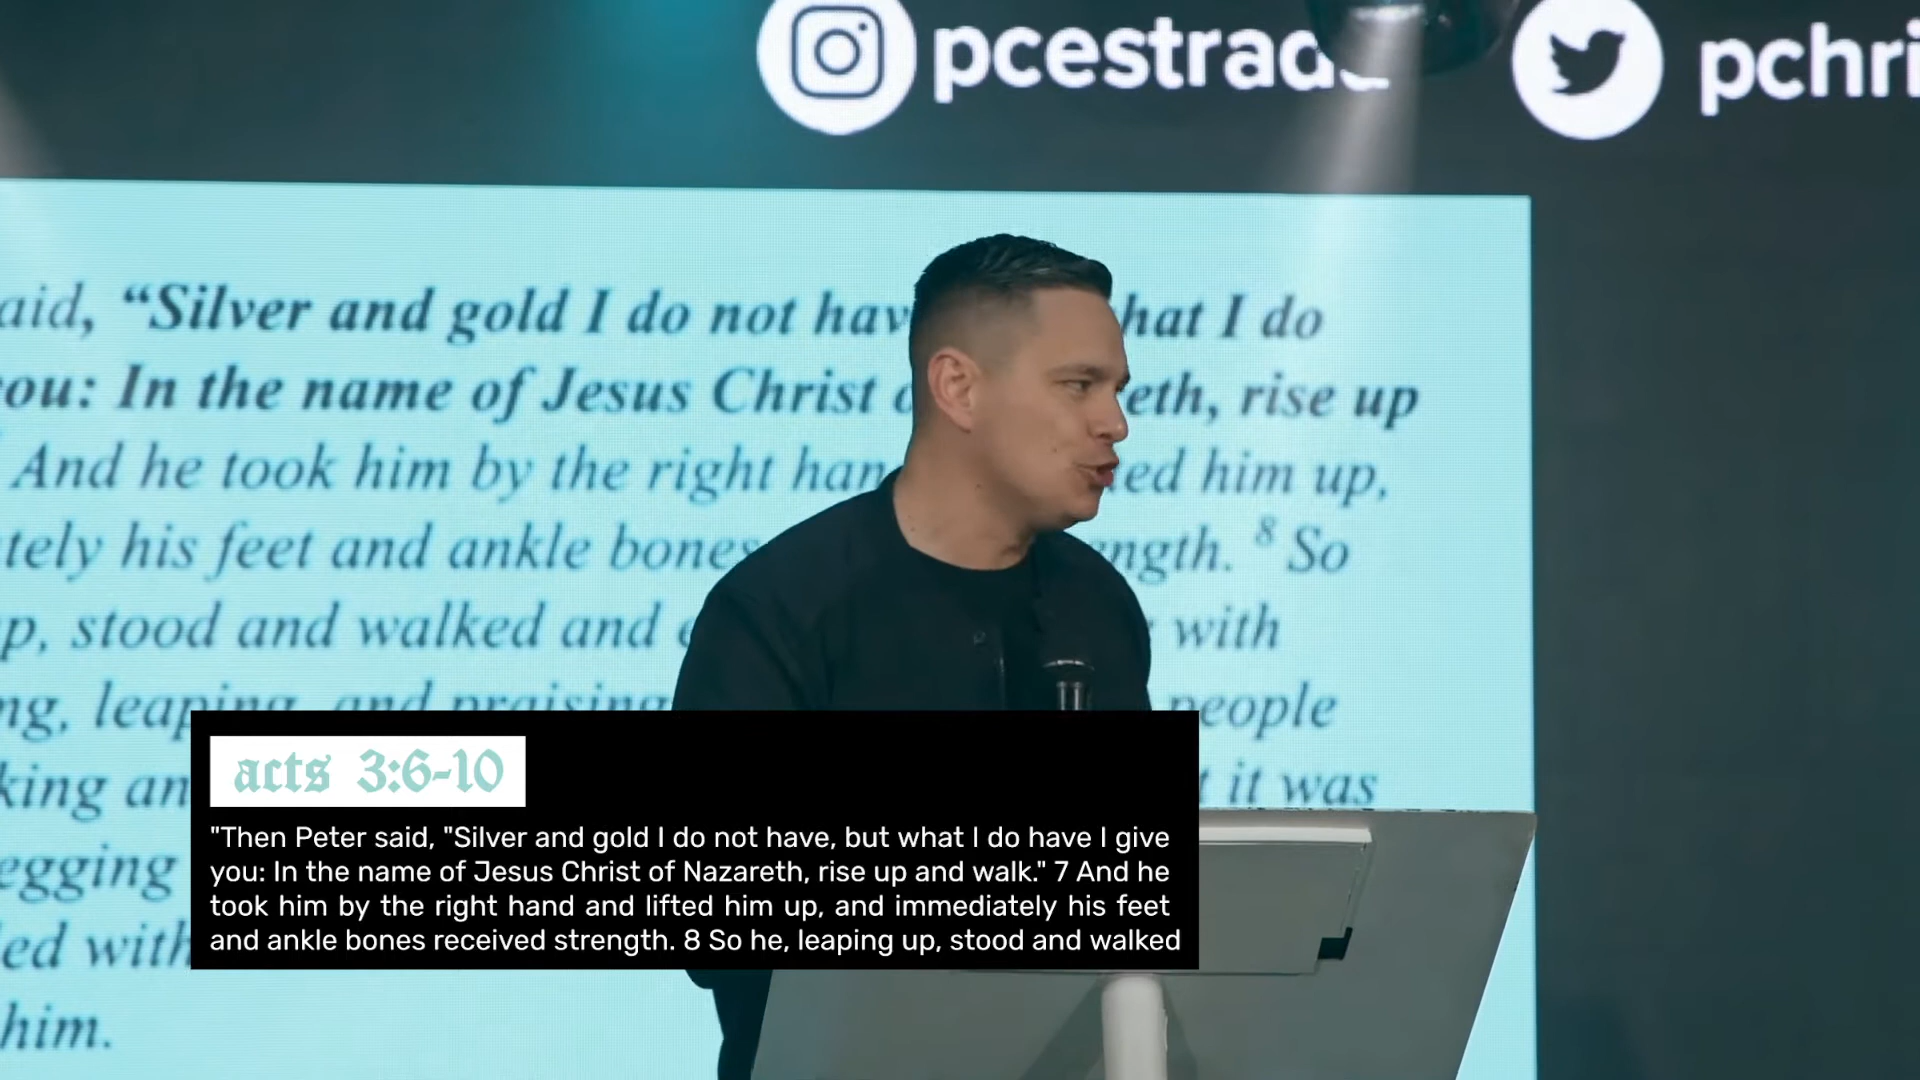 pcestrada
pchri
aid, “Silver and gold I do not hav hat I do
ou: In the name of Jesus Christ o eth, rise up
And he took him by the right han ed him up,
tely his feet and ankle bones ngth. 8 So
p, stood and walked and with
ng, leaping, and praising people
king an t it was
egging
ed with
him.
acts 3:6-10
"Then Peter said, "Silver and gold I do not have, but what I do have I give
you: In the name of Jesus Christ of Nazareth, rise up and walk." 7 And he
took him by the right hand and lifted him up, and immediately his feet
and ankle bones received strength. 8 So he, leaping up, stood and walked